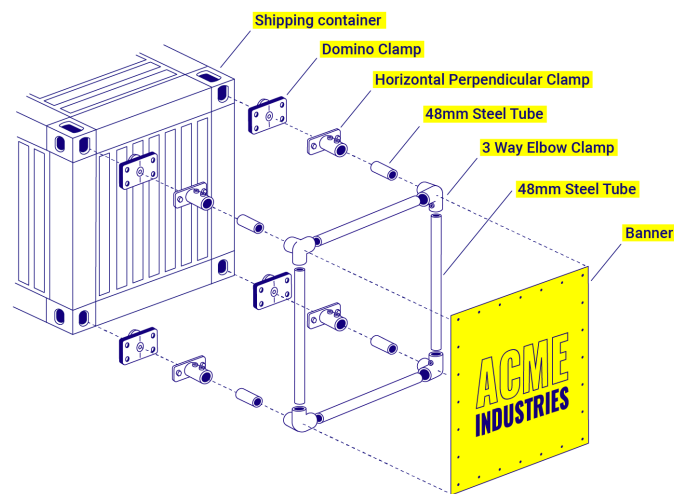 Shipping container
Domino Clamp
Horizontal Perpendicular Clamp
48mm Steel Tube
3 Way Elbow Clamp
48mm Steel Tube
Banner
ACME
INDUSTRIES